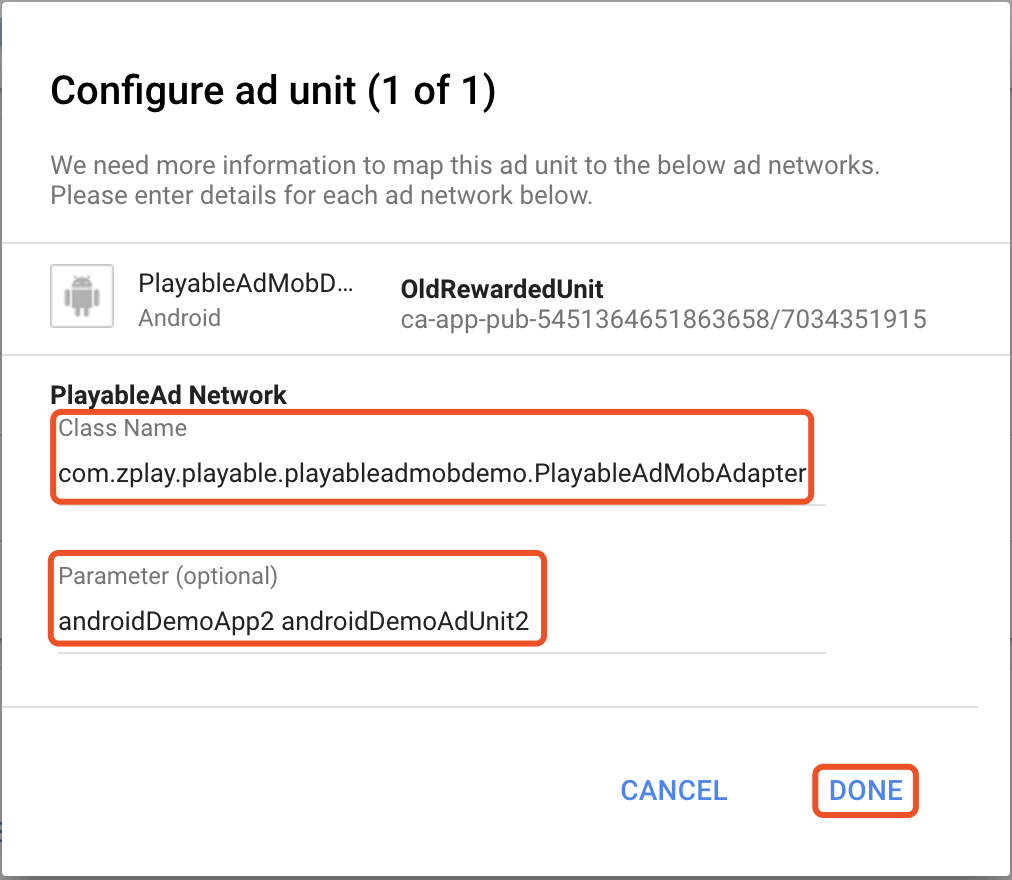 Configure ad unit (1 of 1)
We need more information to map this ad unit to the below ad networks.
Please enter details for each ad network below.
PlayableAdMobD...
Android
OldRewardedUnit
ca-app-pub-5451364651863658/7034351915
PlayableAd Network
Class Name
com.zplay.playable.playableadmobdemo.PlayableAdMobAdapter
Parameter (optional)
androidDemoApp2 androidDemoAdUnit2
CANCEL
DONE